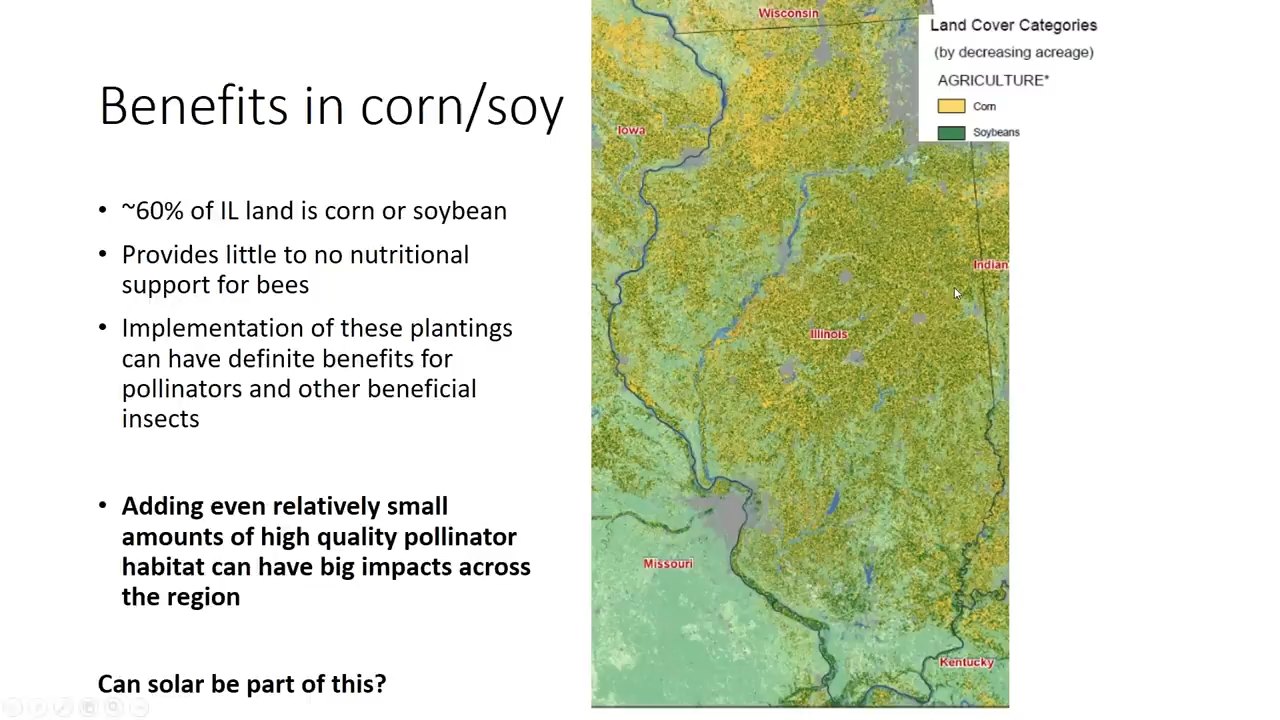 Benefits in corn/soy
• ~60% of IL land is corn or soybean
• Provides little to no nutritional
support for bees
• Implementation of these plantings
can have definite benefits for
pollinators and other beneficial
insects
• Adding even relatively small
amounts of high quality pollinator
habitat can have big impacts across
the region
Can solar be part of this?
Wisconsin
Iowa
Indian
Illinois
Missouri
Kentucky
Land Cover Categories
(by decreasing acreage)
AGRICULTURE*
Corn
Soybeans